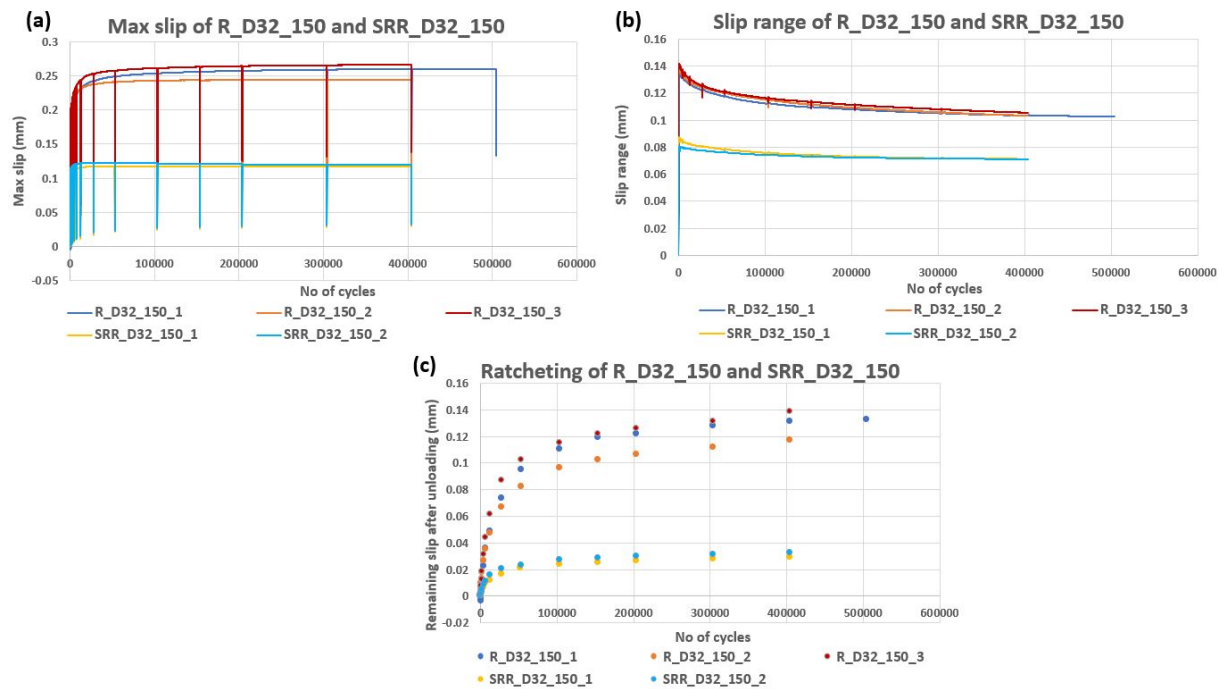 (a)
Max slip of R_D32_150 and SRR_D32_150
Max slip (mm)
0.3
0.25
0.2
0.15
0.1
0.05
0
-0.05
0 100000 200000 300000 400000 500000 600000
No of cycles
R_D32_150_1 R_D32_150_2 R_D32_150_3
SRR_D32_150_1 SRR_D32_150_2
(b)
Slip range of R_D32_150 and SRR_D32_150
Slip range (mm)
0.16
0.14
0.12
0.1
0.08
0.06
0.04
0.02
0
0 100000 200000 300000 400000 500000 600000
No of cycles
R_D32_150_1 R_D32_150_2 R_D32_150_3
SRR_D32_150_1 SRR_D32_150_2
(c)
Ratcheting of R_D32_150 and SRR_D32_150
Remaining slip after unloading (mm)
0.16
0.14
0.12
0.1
0.08
0.06
0.04
0.02
0
-0.02
0 100000 200000 300000 400000 500000 600000
No of cycles
R_D32_150_1 R_D32_150_2 R_D32_150_3
SRR_D32_150_1 SRR_D32_150_2